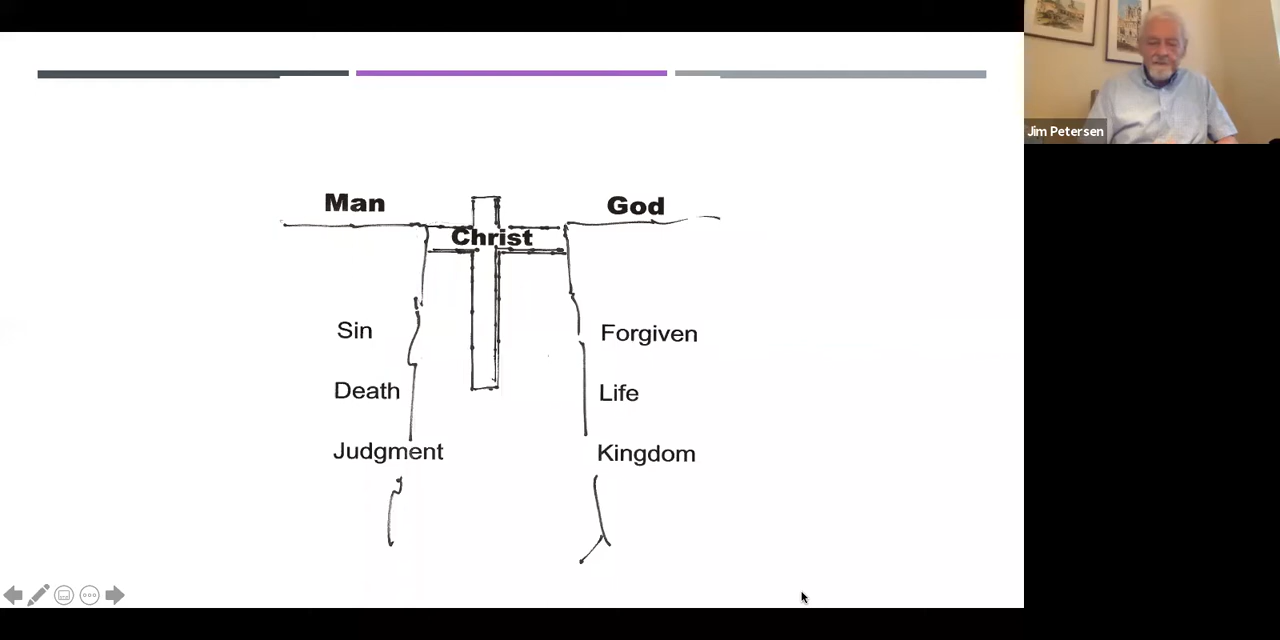 Man
God
Christ
Sin
Forgiven
Death
Life
Judgment
Kingdom
Jim Petersen